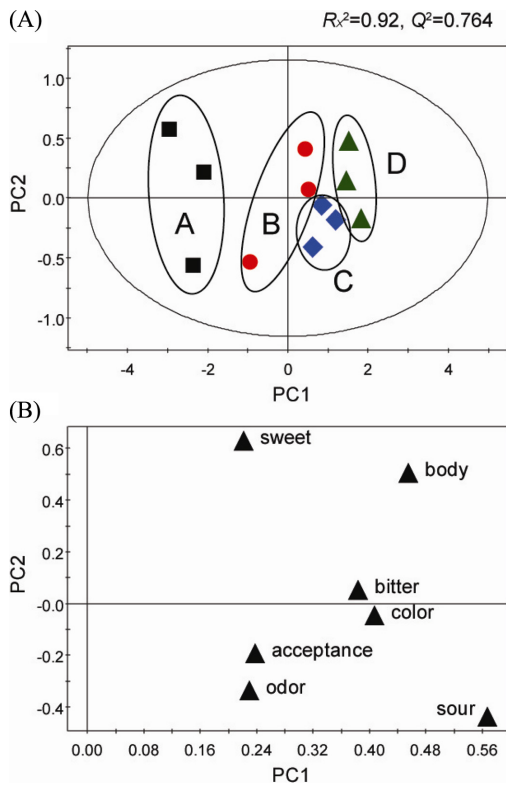 (A)
Rx²=0.92, Q²=0.764
1.0
0.5
0.0
-0.5
-1.0
PC2
A
B
C
D
-4
-2
0
2
4
PC1
(B)
0.6
0.4
0.2
-0.0
-0.2
-0.4
PC2
sweet
body
bitter
color
acceptance
odor
sour
0.00 0.08 0.16 0.24 0.32 0.40 0.48 0.56
PC1